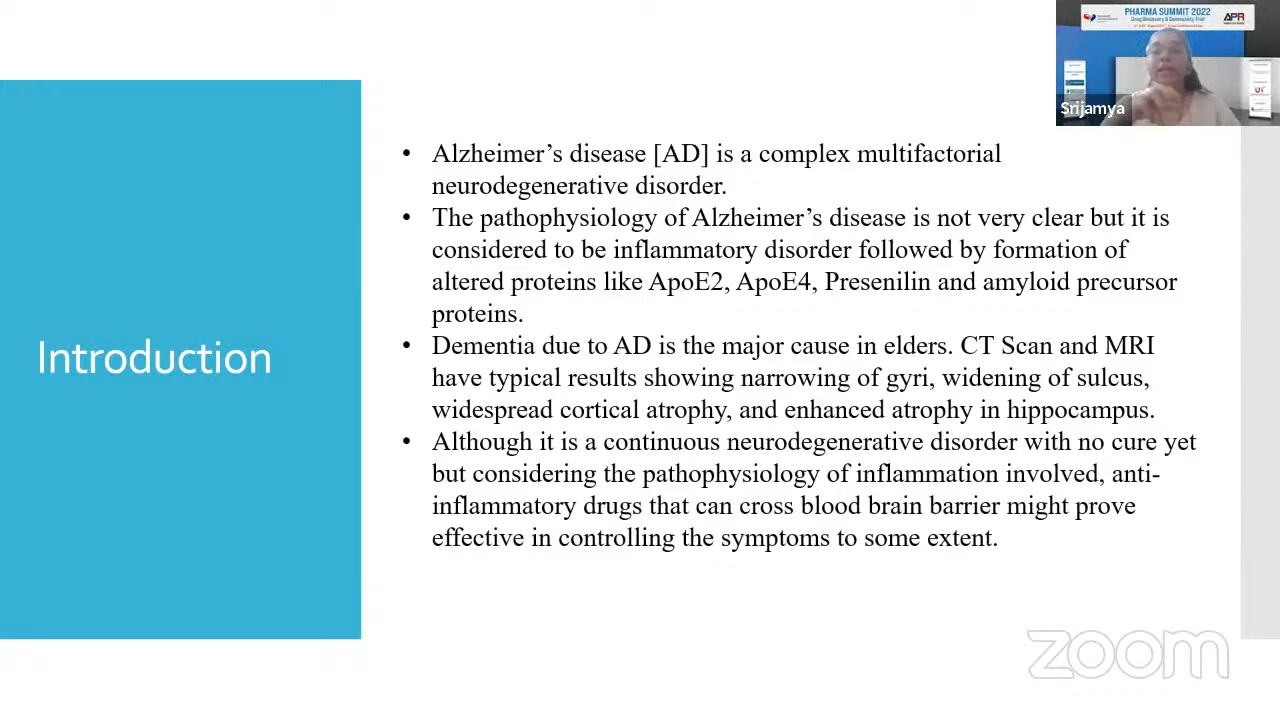 PHARMA SUMMIT 2022
Drug Discovery & Community Trial
APR
Srijamya
Introduction
• Alzheimer’s disease [AD] is a complex multifactorial
neurodegenerative disorder.
• The pathophysiology of Alzheimer’s disease is not very clear but it is
considered to be inflammatory disorder followed by formation of
altered proteins like ApoE2, ApoE4, Presenilin and amyloid precursor
proteins.
• Dementia due to AD is the major cause in elders. CT Scan and MRI
have typical results showing narrowing of gyri, widening of sulcus,
widespread cortical atrophy, and enhanced atrophy in hippocampus.
• Although it is a continuous neurodegenerative disorder with no cure yet
but considering the pathophysiology of inflammation involved, anti-
inflammatory drugs that can cross blood brain barrier might prove
effective in controlling the symptoms to some extent.
zoom